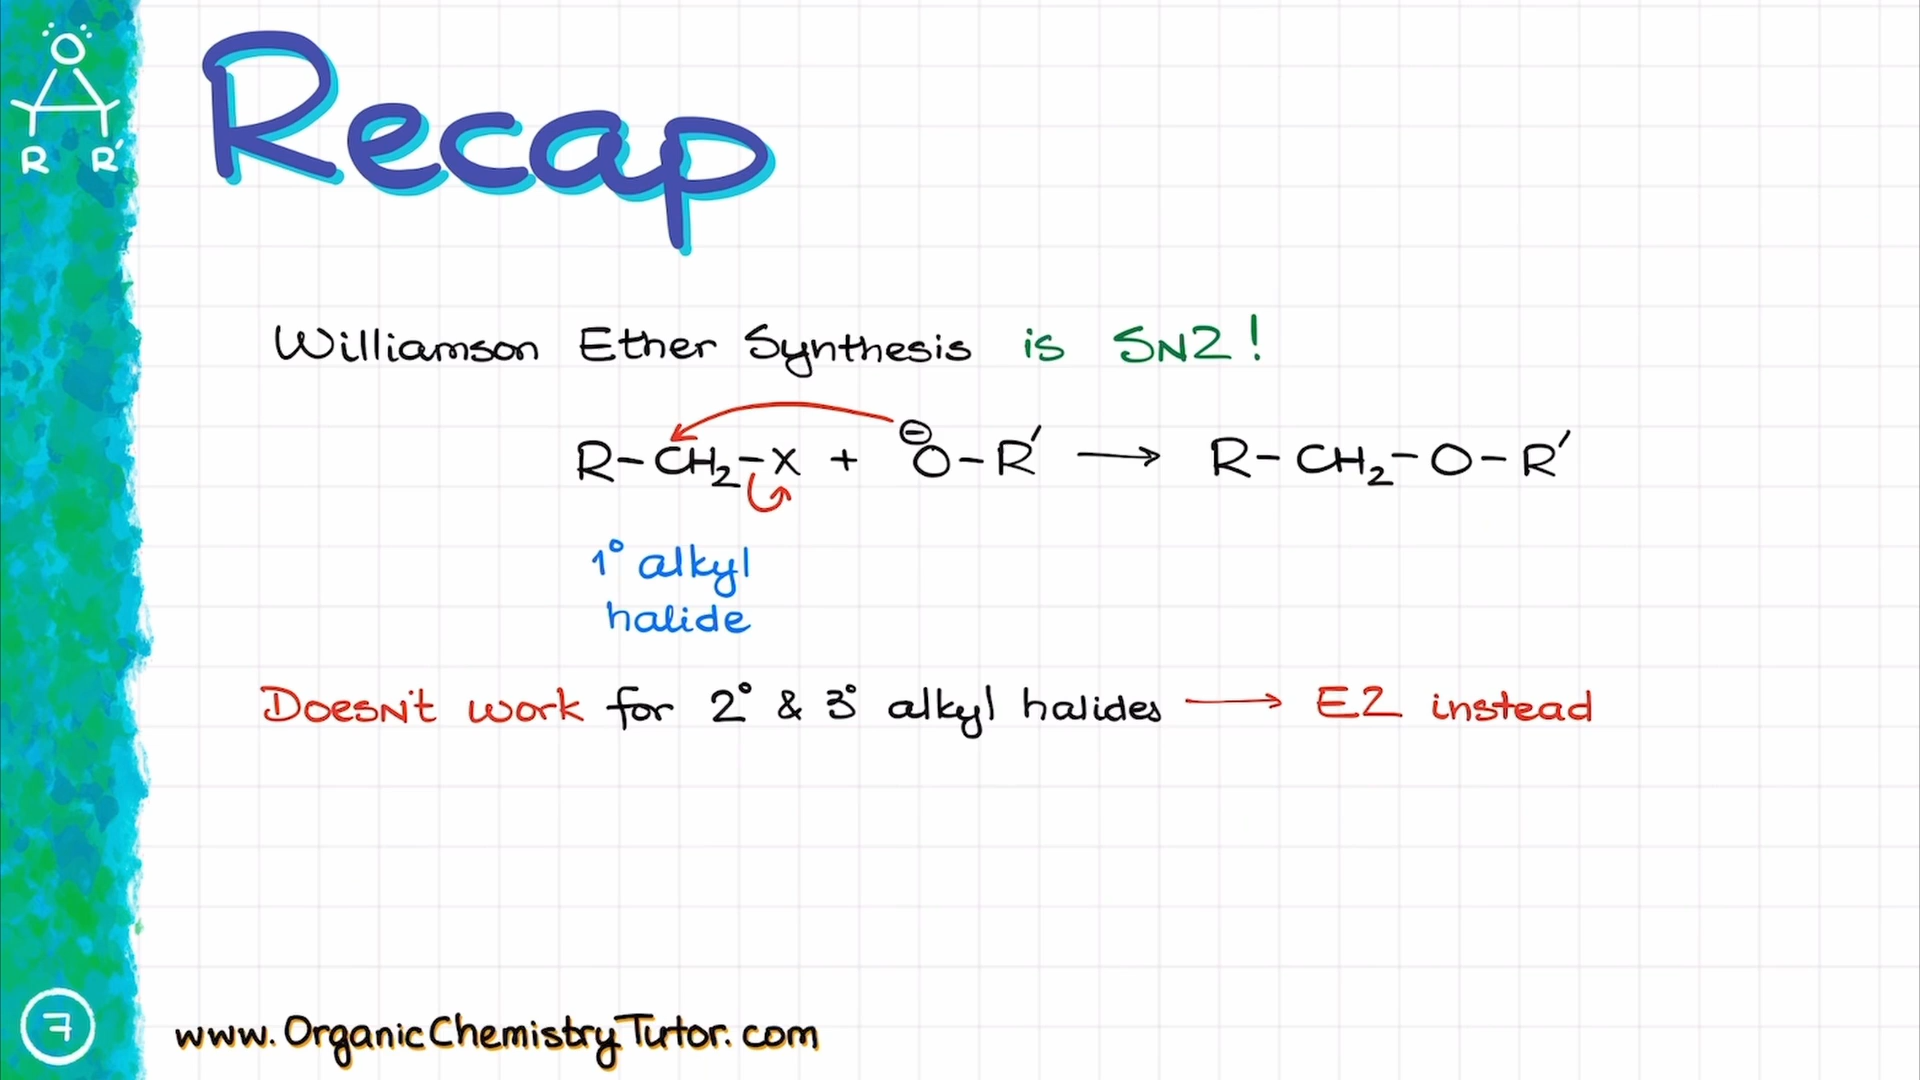 O
R R′
Recap
Williamson Ether Synthesis is SN2!
R-CH₂-X + ⊖O-R′ → R-CH₂-O-R′
1° alkyl
halide
Doesn't work for 2° & 3° alkyl halides → E2 instead
7
www.OrganicChemistryTutor.com